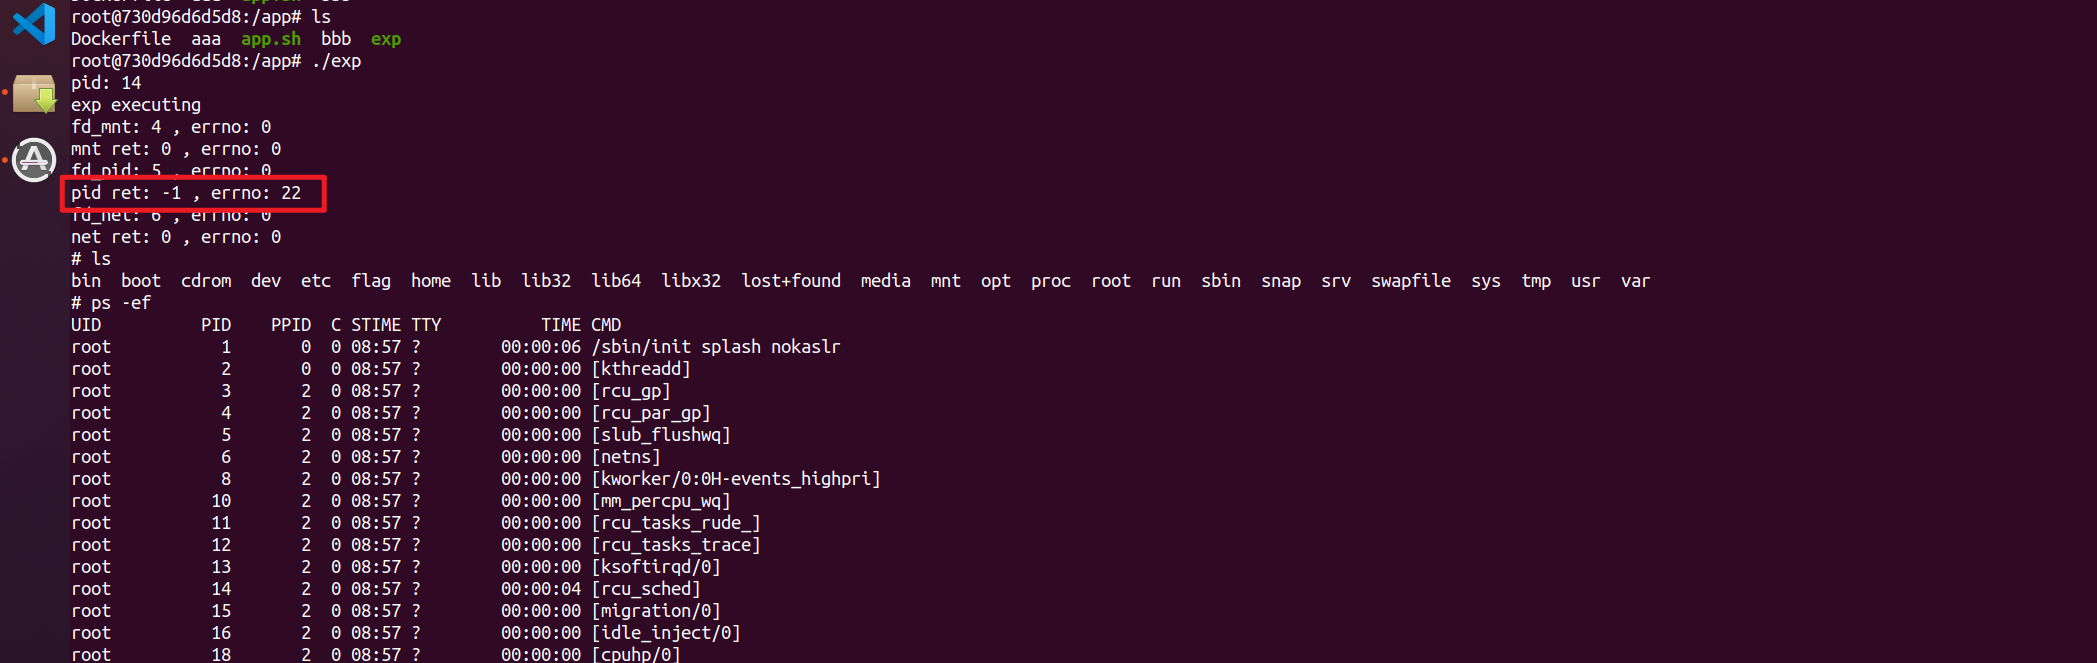 root@730d96d6d5d8:/app# ls
Dockerfile  aaa  app.sh  bbb  exp
root@730d96d6d5d8:/app# ./exp
pid: 14
exp executing
fd_mnt: 4 , errno: 0
mnt ret: 0 , errno: 0
fd_pid: 5 , errno: 0
pid ret: -1 , errno: 22
fd_net: 6 , errno: 0
net ret: 0 , errno: 0
# ls
bin  boot  cdrom  dev  etc  flag  home  lib  lib32  lib64  libx32  lost+found  media  mnt  opt  proc  root  run  sbin  snap  srv  swapfile  sys  tmp  usr  var
# ps -ef
UID          PID    PPID  C STIME TTY          TIME CMD
root           1       0  0 08:57 ?        00:00:06 /sbin/init splash nokaslr
root           2       0  0 08:57 ?        00:00:00 [kthreadd]
root           3       2  0 08:57 ?        00:00:00 [rcu_gp]
root           4       2  0 08:57 ?        00:00:00 [rcu_par_gp]
root           5       2  0 08:57 ?        00:00:00 [slub_flushwq]
root           6       2  0 08:57 ?        00:00:00 [netns]
root           8       2  0 08:57 ?        00:00:00 [kworker/0:0H-events_highpri]
root          10       2  0 08:57 ?        00:00:00 [mm_percpu_wq]
root          11       2  0 08:57 ?        00:00:00 [rcu_tasks_rude_]
root          12       2  0 08:57 ?        00:00:00 [rcu_tasks_trace]
root          13       2  0 08:57 ?        00:00:00 [ksoftirqd/0]
root          14       2  0 08:57 ?        00:00:04 [rcu_sched]
root          15       2  0 08:57 ?        00:00:00 [migration/0]
root          16       2  0 08:57 ?        00:00:00 [idle_inject/0]
root          18       2  0 08:57 ?        00:00:00 [cpuhp/0]